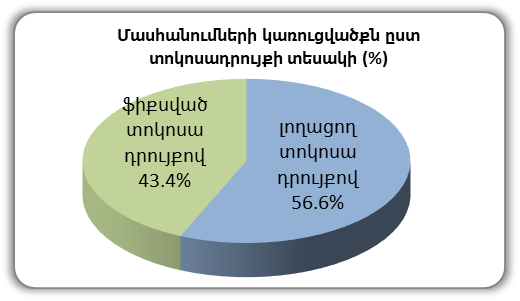 Մասհանումների կառուցվածքն ըստ
տոկոսադրույքի տեսակի (%)
ֆիքսված
տոկոսա
դրույքով
43.4%
լողացող
տոկոսա
դրույքով
56.6%